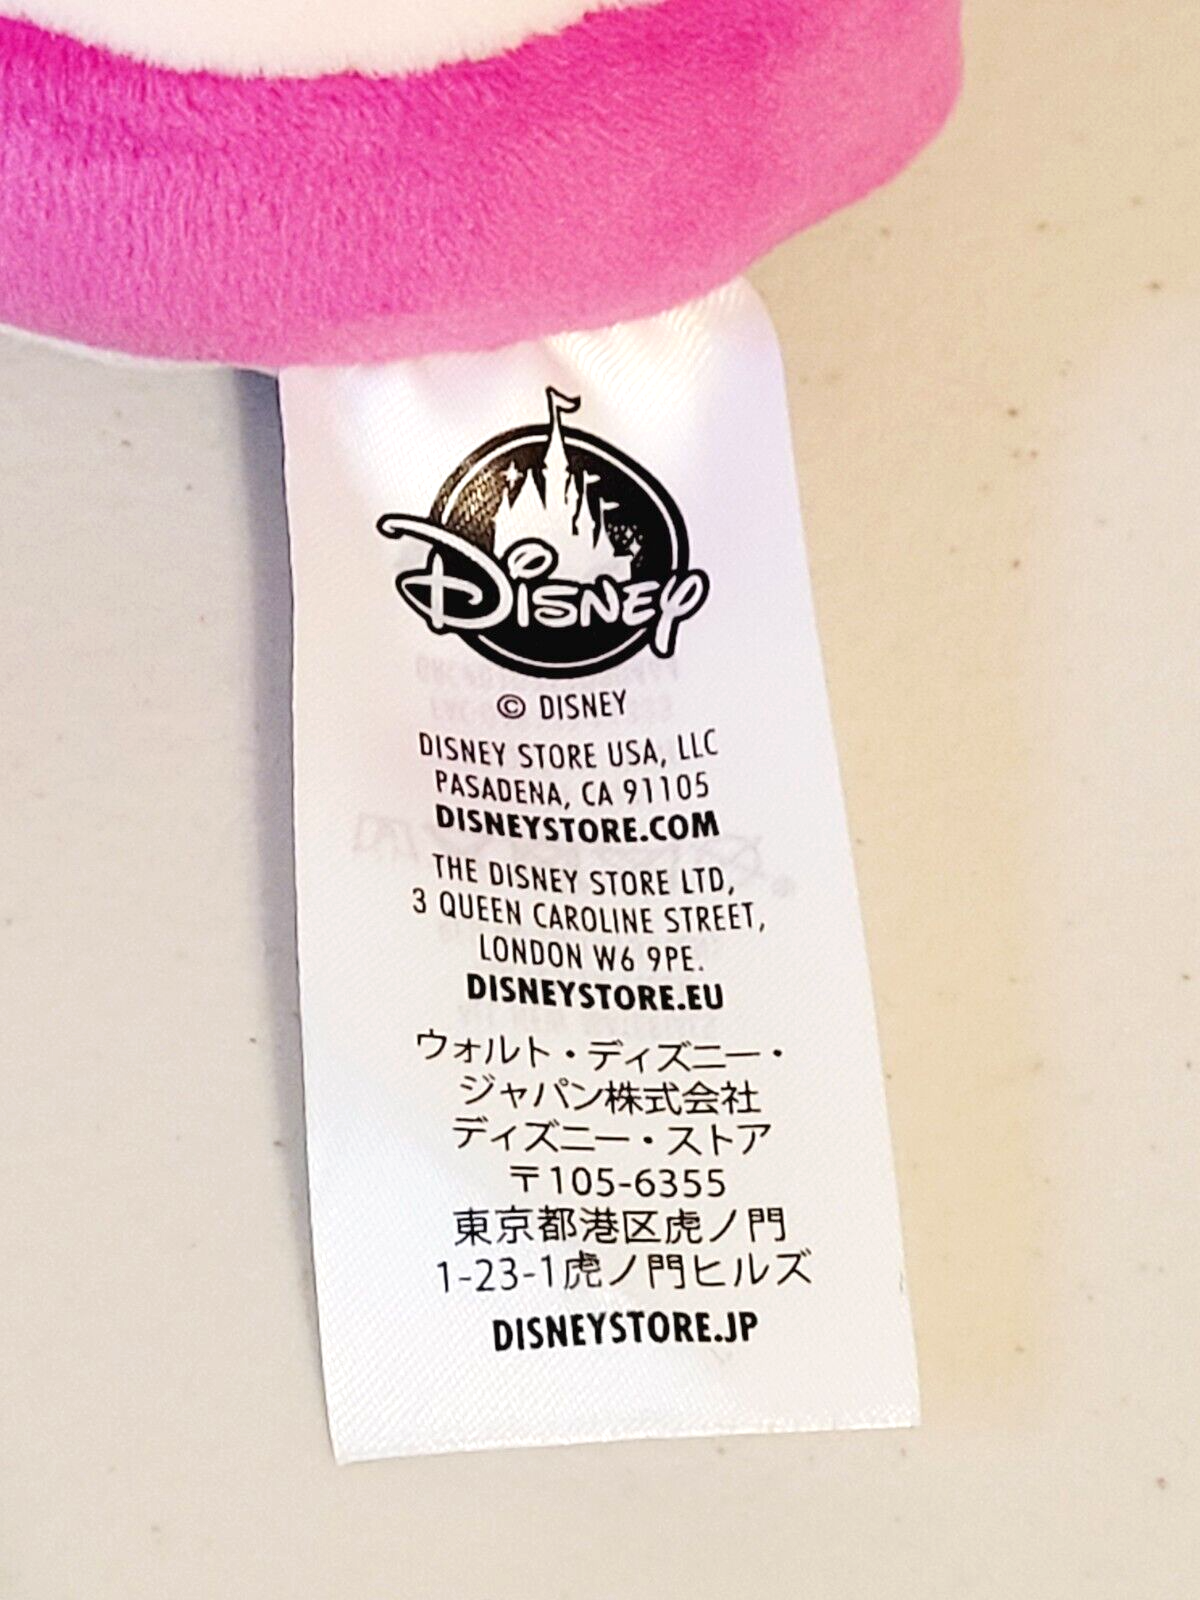 DISNEY
© DISNEY
DISNEY STORE USA, LLC
PASADENA, CA 91105
DISNEYSTORE.COM
THE DISNEY STORE LTD,
3 QUEEN CAROLINE STREET,
LONDON W6 9PE.
DISNEYSTORE.EU
ウォルト・ディズニー・
ジャパン株式会社
ディズニー・ストア
〒105-6355
東京都港区虎ノ門
1-23-1虎ノ門ヒルズ
DISNEYSTORE.JP